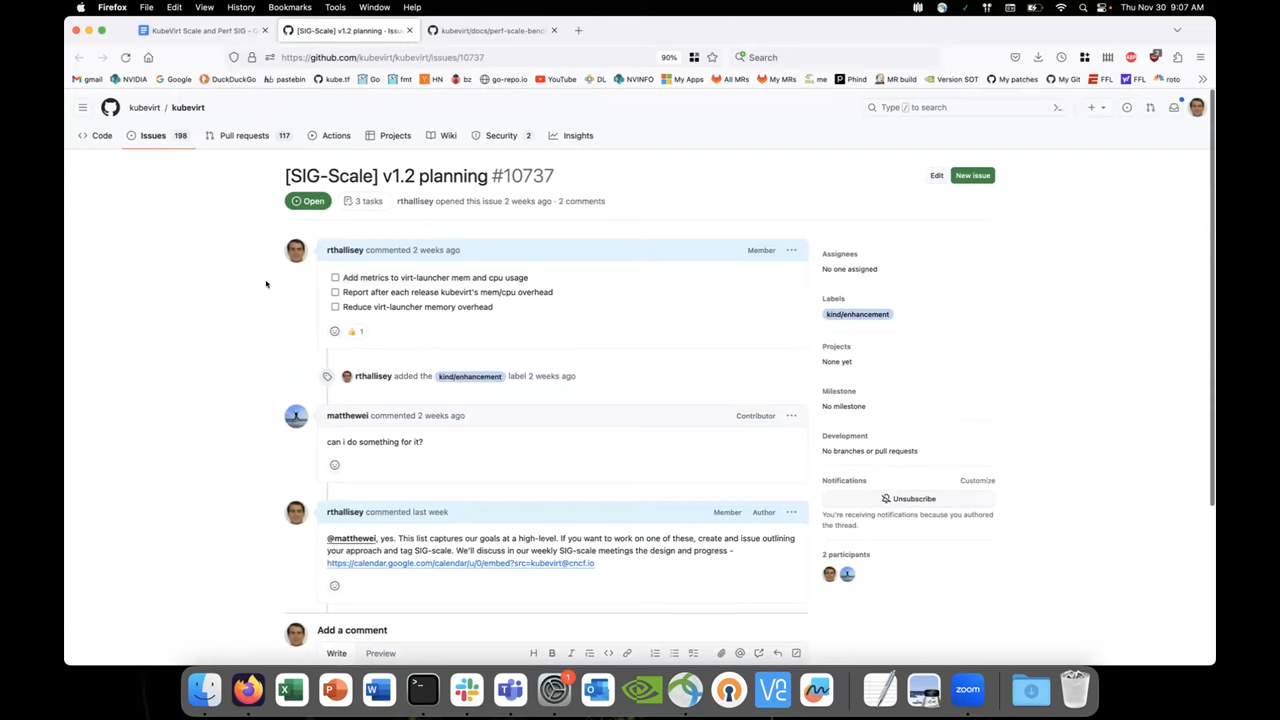 Firefox File Edit View History Bookmarks Tools Window Help
Thu Nov 30 9:07 AM
KubeVirt Scale and Perf SIG - G
[SIG-Scale] v1.2 planning - Issu
kubevirt/docs/perf-scale-benc
https://github.com/kubevirt/kubevirt/issues/10737
90%
Search
gmail NVIDIA Google DuckDuckGo pastebin kube.tf Go fmt HN bz go-repo.io YouTube DL NVINFO My Apps All MRs My MRs me Phind MR build Version SOT My patches My Git FFL FFL roto
kubevirt / kubevirt
Type / to search
Code Issues 198 Pull requests 117 Actions Projects Wiki Security 2 Insights
[SIG-Scale] v1.2 planning #10737
Edit New issue
Open 3 tasks rthallisey opened this issue 2 weeks ago · 2 comments
rthallisey commented 2 weeks ago Member
Add metrics to virt-launcher mem and cpu usage
Report after each release kubevirt's mem/cpu overhead
Reduce virt-launcher memory overhead
1
rthallisey added the kind/enhancement label 2 weeks ago
matthewei commented 2 weeks ago Contributor
can i do something for it?
rthallisey commented last week Member Author
@matthewei, yes. This list captures our goals at a high-level. If you want to work on one of these, create and issue outlining
your approach and tag SIG-scale. We'll discuss in our weekly SIG-scale meetings the design and progress -
https://calendar.google.com/calendar/u/0/embed?src=kubevirt@cncf.io
Add a comment
Write Preview
Assignees
No one assigned
Labels
kind/enhancement
Projects
None yet
Milestone
No milestone
Development
No branches or pull requests
Notifications Customize
Unsubscribe
You're receiving notifications because you authored
the thread.
2 participants
1
zoom